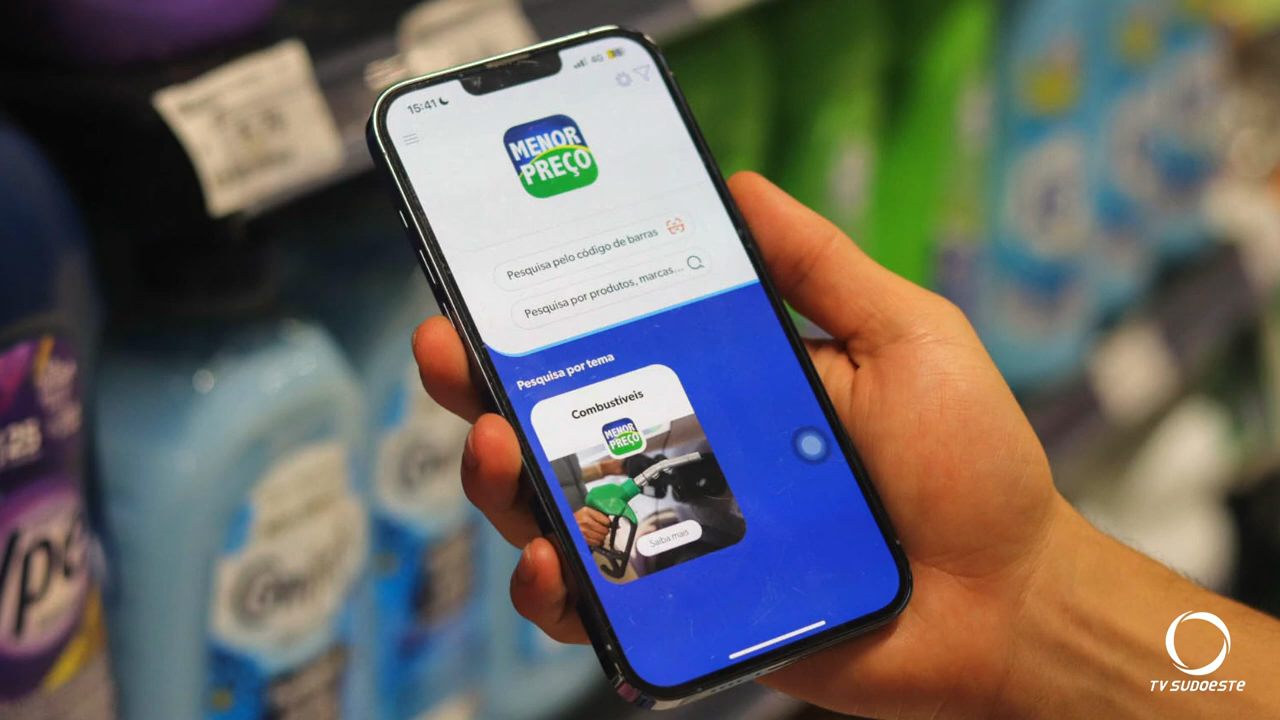 15:41
4G
MENOR
PREÇO
Pesquisa pelo código de barras
Pesquisa por produtos, marcas...
Pesquisa por tema
Combustíveis
MENOR
PREÇO
Saiba mais
TV SUDOESTE